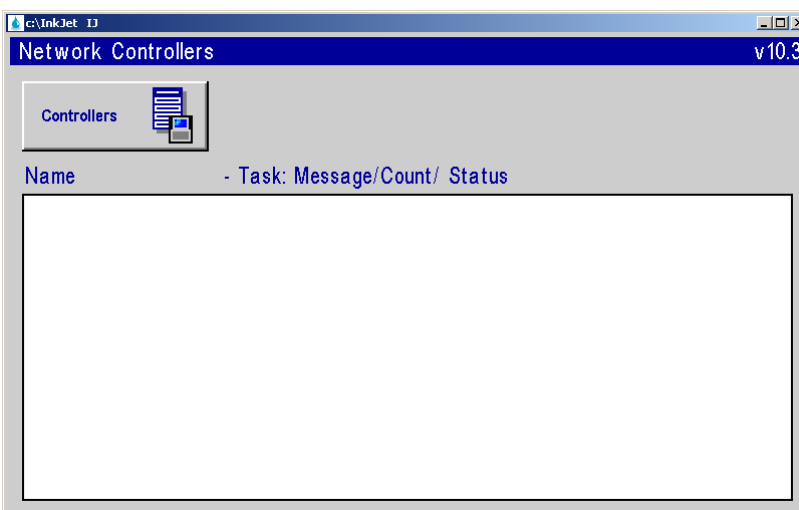 c:\InkJet IJ
Network Controllers v10.3
Controllers
Name - Task: Message/Count/ Status